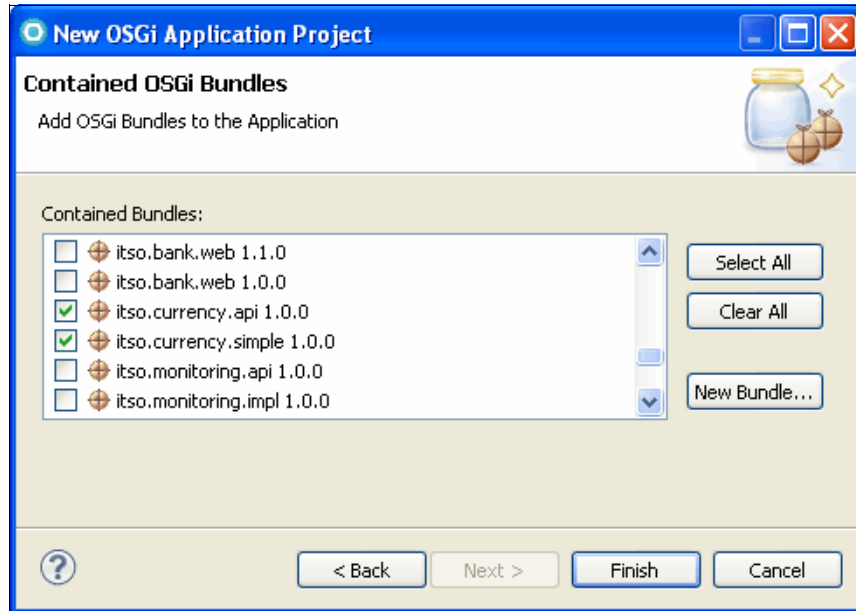 New OSGi Application Project
Contained OSGi Bundles
Add OSGi Bundles to the Application
Contained Bundles:
itso.bank.web 1.1.0
itso.bank.web 1.0.0
itso.currency.api 1.0.0
itso.currency.simple 1.0.0
itso.monitoring.api 1.0.0
itso.monitoring.impl 1.0.0
Select All
Clear All
New Bundle...
?
< Back
Next >
Finish
Cancel